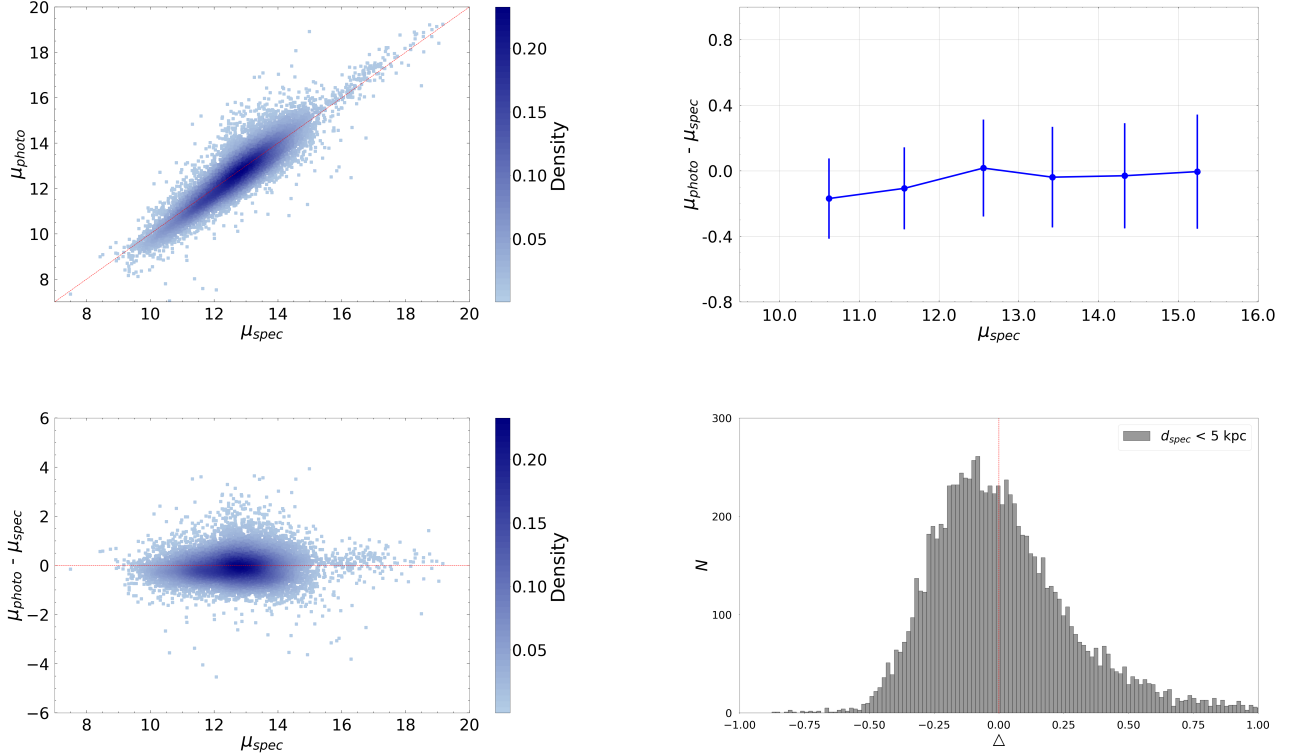 20
18
16
14
12
10
8
μphoto
8 10 12 14 16 18 20
μspec
0.20
0.15
0.10
0.05
Density
0.8
0.4
0.0
-0.4
-0.8
μphoto - μspec
10.0 11.0 12.0 13.0 14.0 15.0 16.0
μspec
6
4
2
0
−2
−4
−6
μphoto - μspec
8 10 12 14 16 18 20
μspec
0.20
0.15
0.10
0.05
Density
300
200
100
0
N
dspec < 5 kpc
−1.00 −0.75 −0.50 −0.25 0.00 0.25 0.50 0.75 1.00
△